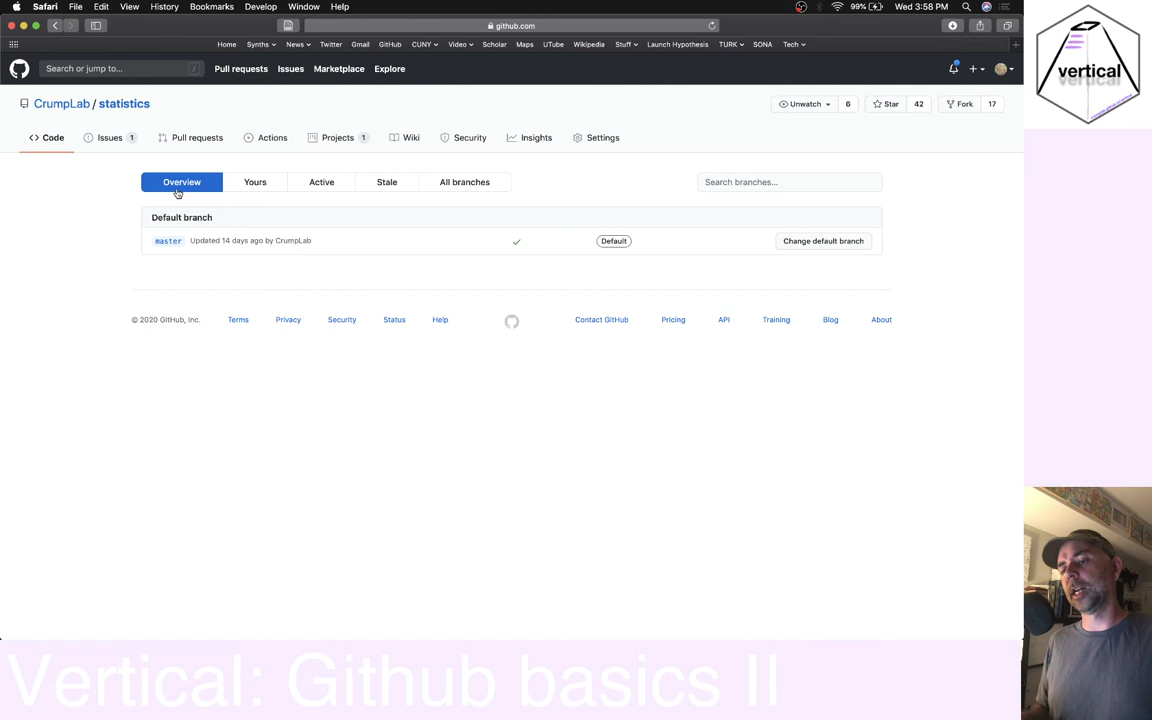 Safari File Edit View History Bookmarks Develop Window Help 99% Wed 3:58 PM
github.com
Home Synths News Twitter Gmail GitHub CUNY Video Scholar Maps UTube Wikipedia Stuff Launch Hypothesis TURK SONA Tech
Search or jump to... / Pull requests Issues Marketplace Explore
CrumpLab / statistics Unwatch 6 Star 42 Fork 17
Code Issues 1 Pull requests Actions Projects 1 Wiki Security Insights Settings
Overview Yours Active Stale All branches Search branches...
Default branch
master Updated 14 days ago by CrumpLab Default Change default branch
© 2020 GitHub, Inc. Terms Privacy Security Status Help Contact GitHub Pricing API Training Blog About
vertical
Vertical: Github basics II